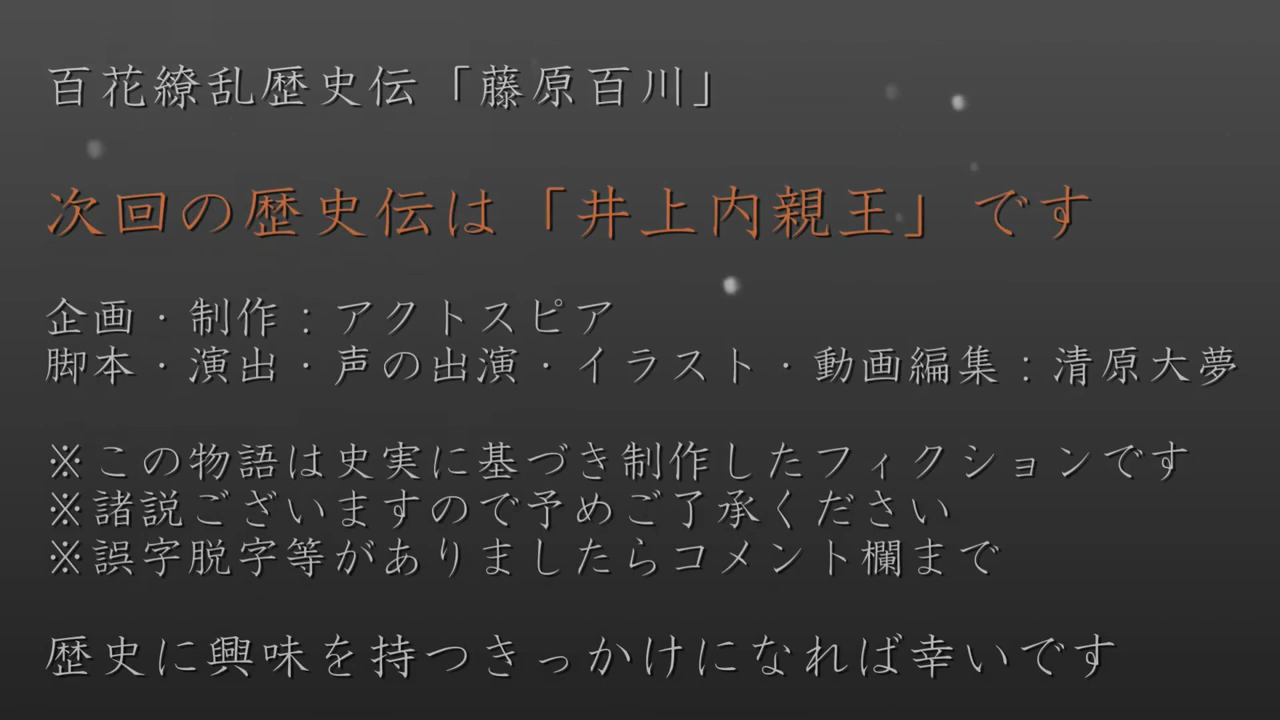 百花繚乱歴史伝「藤原百川」
次回の歴史伝は「井上内親王」です
企画・制作：アクトスピア
脚本・演出・声の出演・イラスト・動画編集：清原大夢
※この物語は史実に基づき制作したフィクションです
※諸説ございますので予めご了承ください
※誤字脱字等がありましたらコメント欄まで
歴史に興味を持つきっかけになれば幸いです